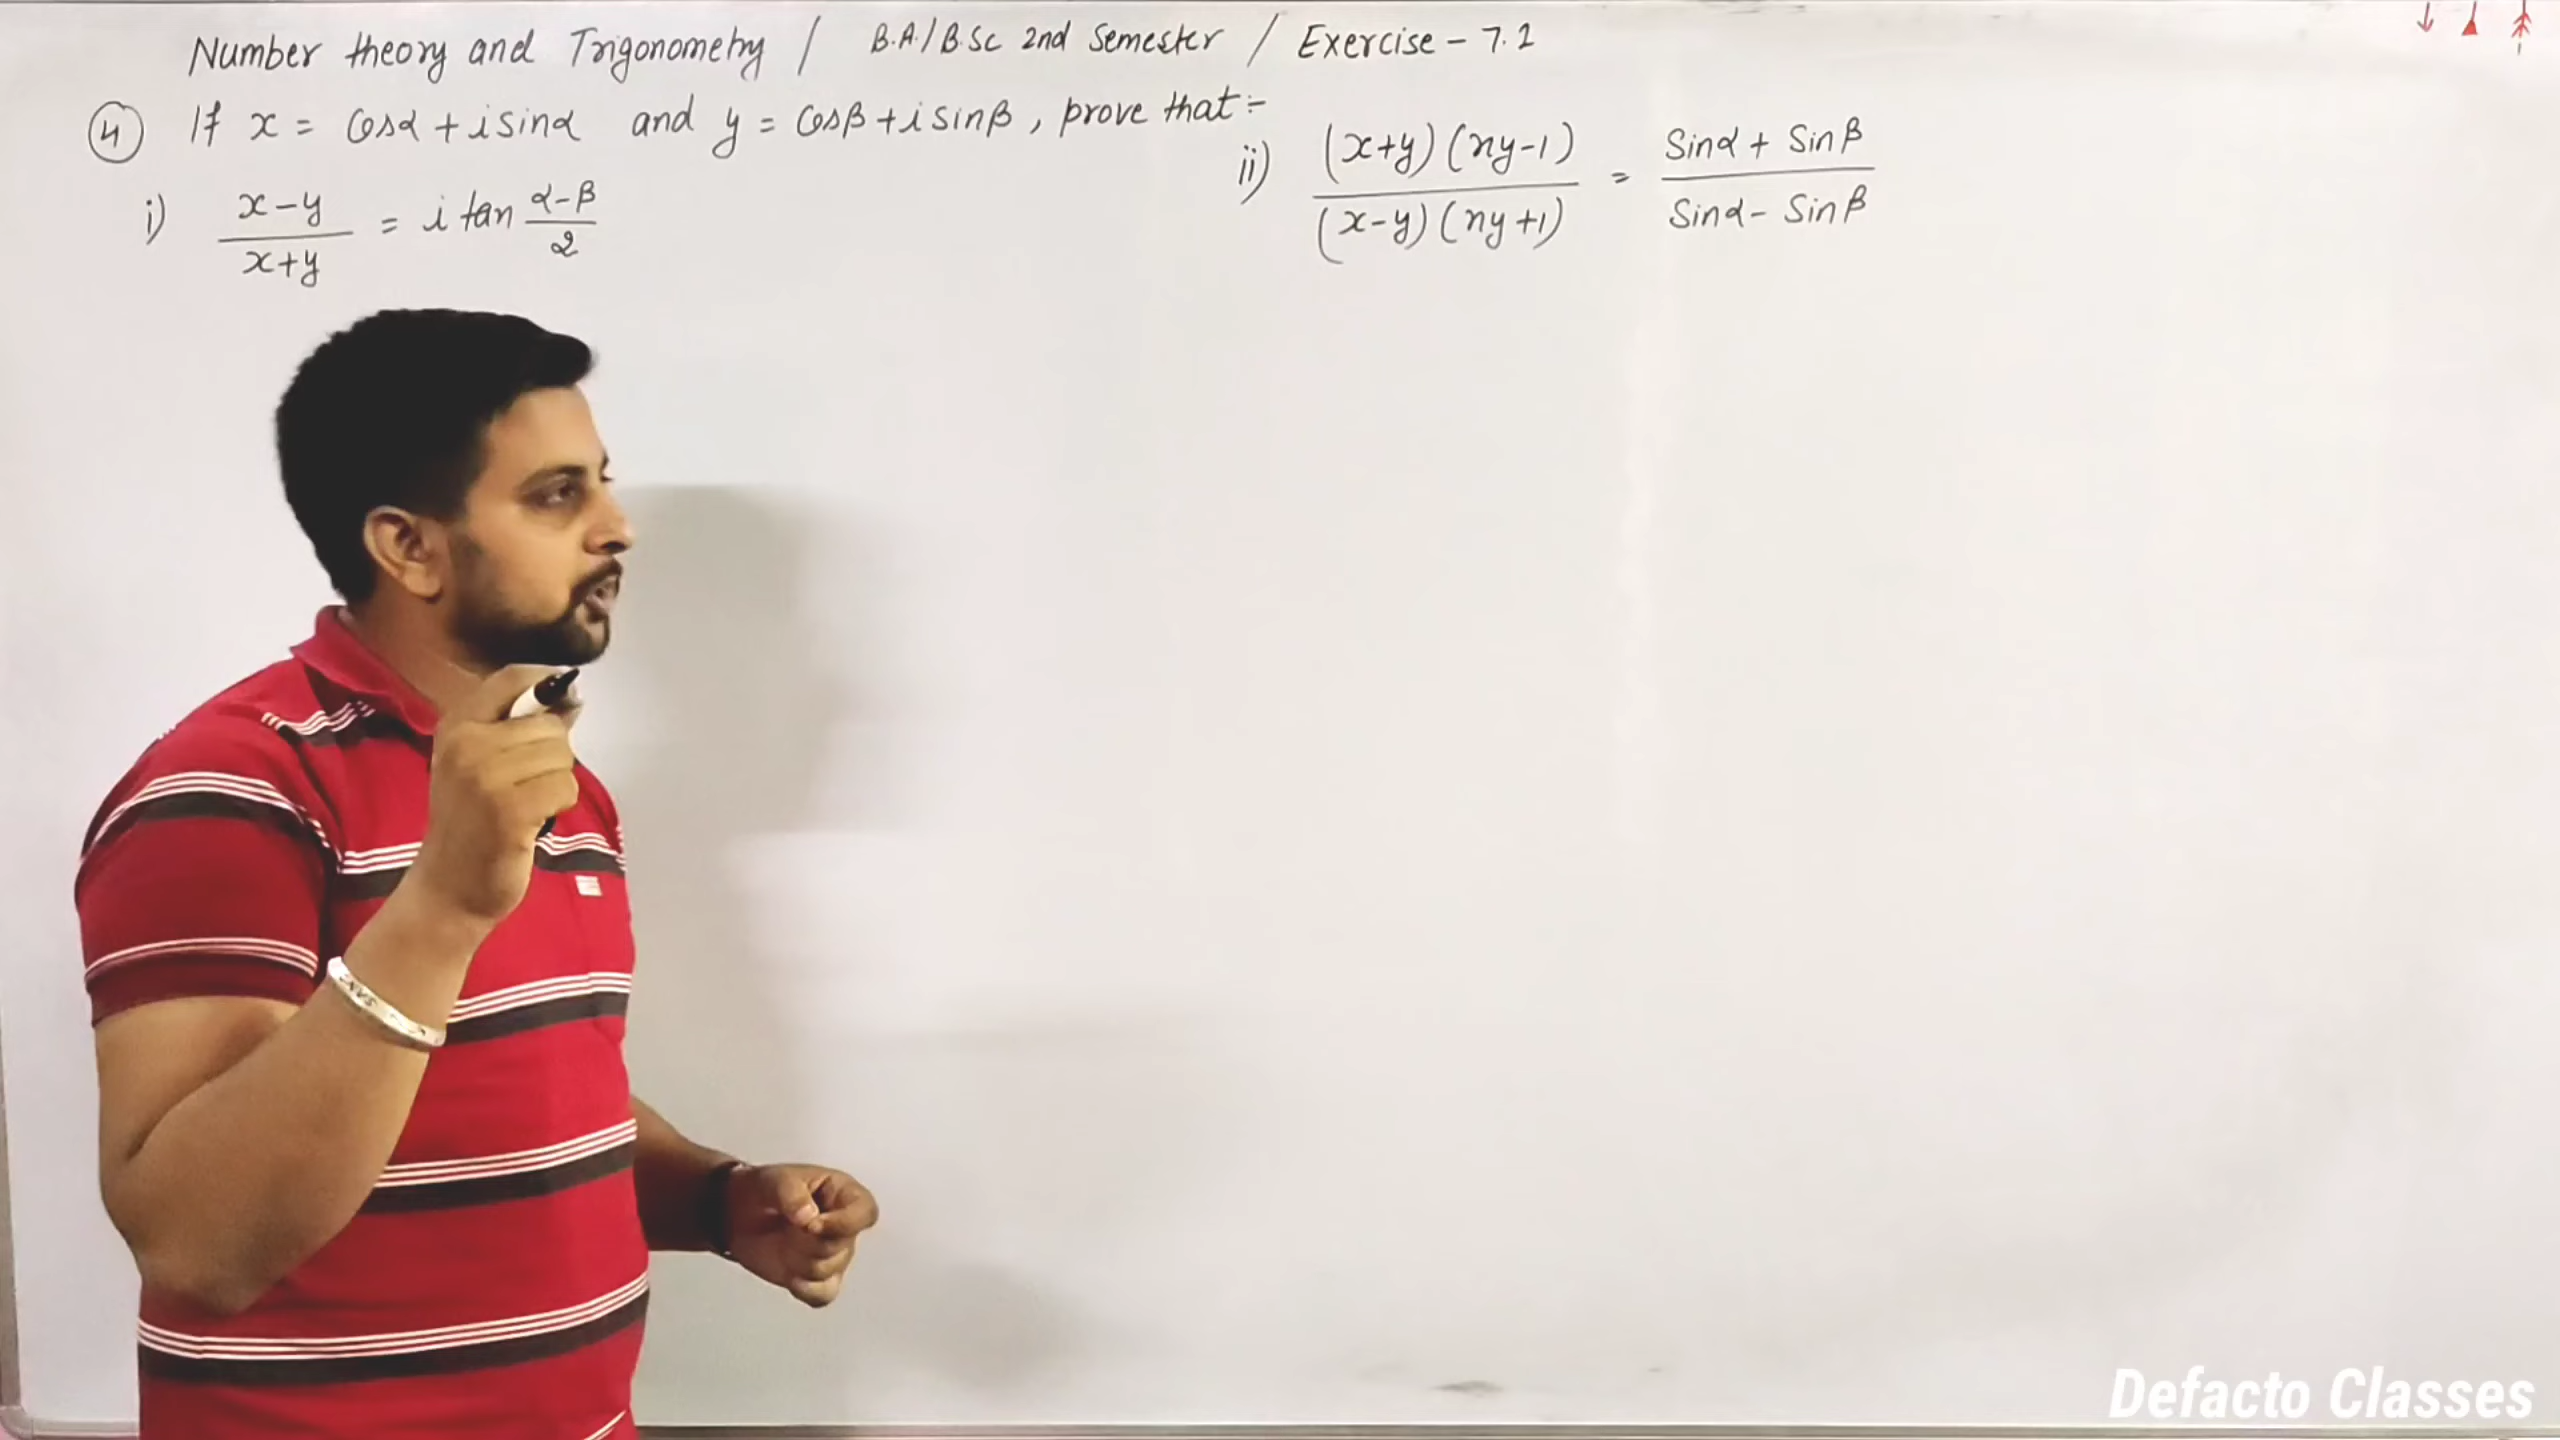 Number theory and Trigonometry / B.A./B.Sc 2nd Semester / Exercise - 7.1
4 If x = Cosα + i sinα and y = Cosβ + i sinβ, prove that :-
i) x-y / x+y = i tan α-β / 2
ii) (x+y)(xy-1) / (x-y)(xy+1) = Sinα + Sinβ / Sinα - Sinβ
Defacto Classes